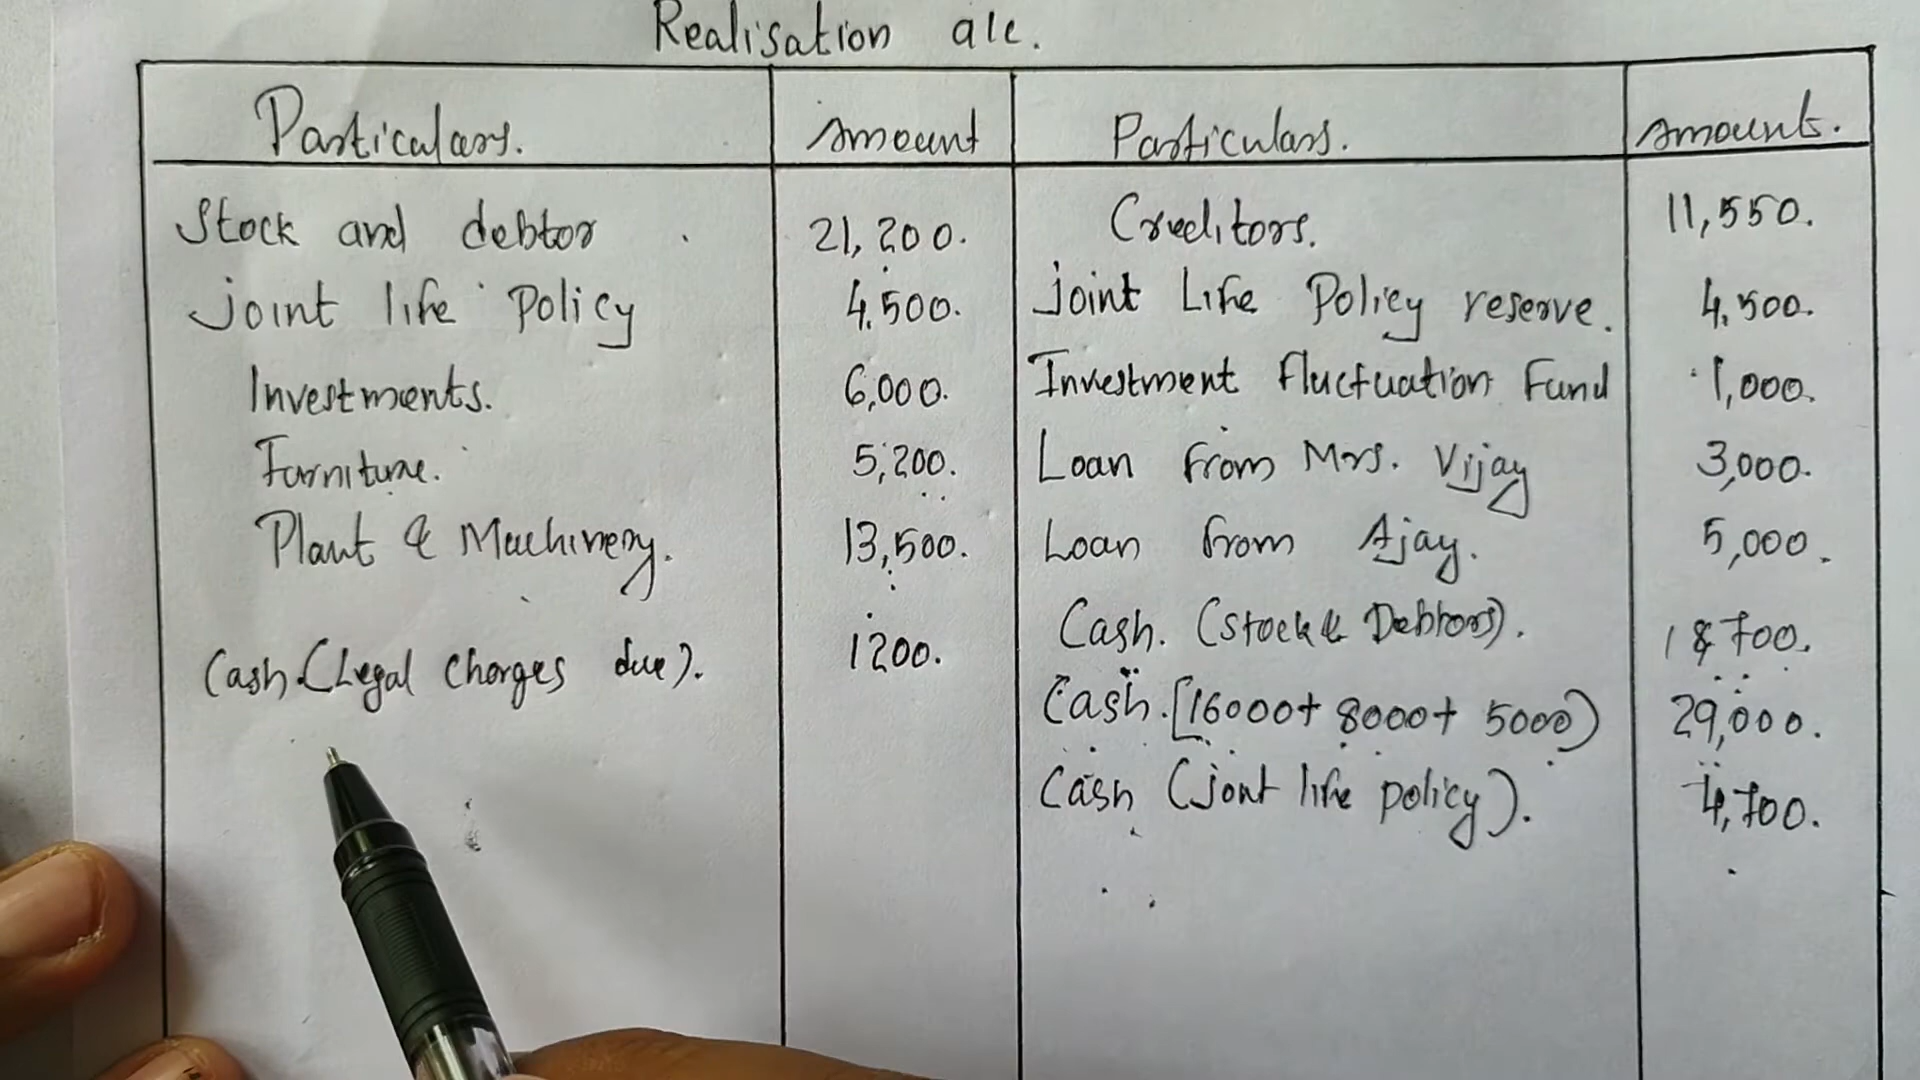 Realisation a/c.
Particulars. Amount Particulars. Amounts.
Stock and debtor 21,200. Creditors. 11,550.
Joint life Policy 4,500. Joint Life Policy reserve. 4,500.
Investments. 6,000. Investment Fluctuation Fund 1,000.
Furniture. 5,200. Loan from Mrs. Vijay 3,000.
Plant & Machinery. 13,500. Loan from Ajay. 5,000.
Cash (Legal Charges due). 1200. Cash. (Stock & Debtors). 18,700.
Cash. [16000+ 8000+ 5000) 29,000.
Cash (jont life policy). 4,700.